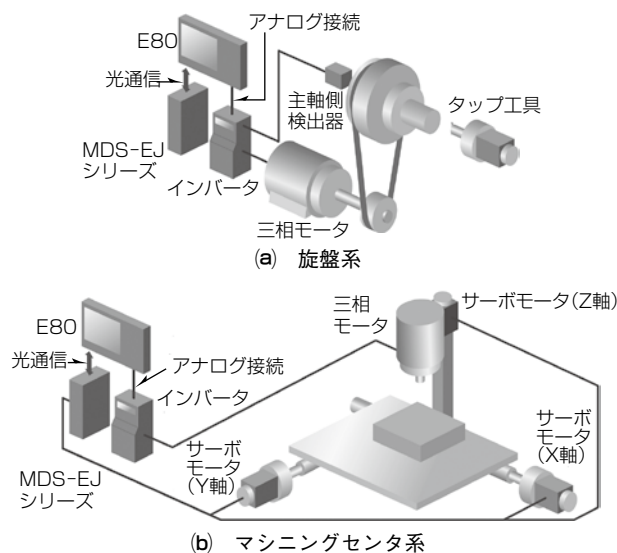 アナログ接続
E80
光通信
主軸側
検出器
タップ工具
MDS-EJ
シリーズ
インバータ
三相モータ
(a) 旋盤系
サーボモータ(Z軸)
三相
モータ
E80
光通信
アナログ接続
インバータ
サーボ
モータ
(Y軸)
サーボ
モータ
(X軸)
MDS-EJ
シリーズ
(b) マシニングセンタ系